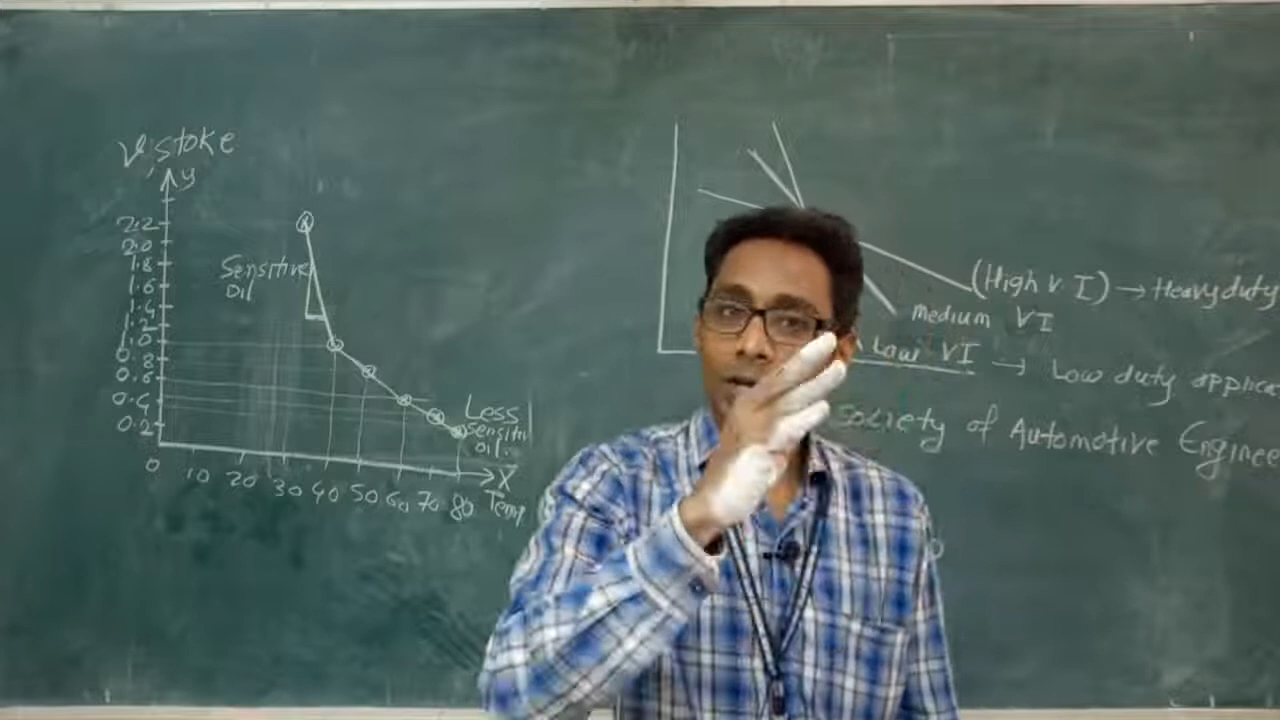 ν, stoke
y
2.2
2.0
1.8
1.6
1.4
1.2
1.0
0.8
0.6
0.4
0.2
0 10 20 30 40 50 60 70 80
X
Temp
Sensitive
oil
Less
Sensiti
oil.
(High V I) → Heavy duty
medium VI
Low VI → Low duty applica
Society of Automotive Enginee